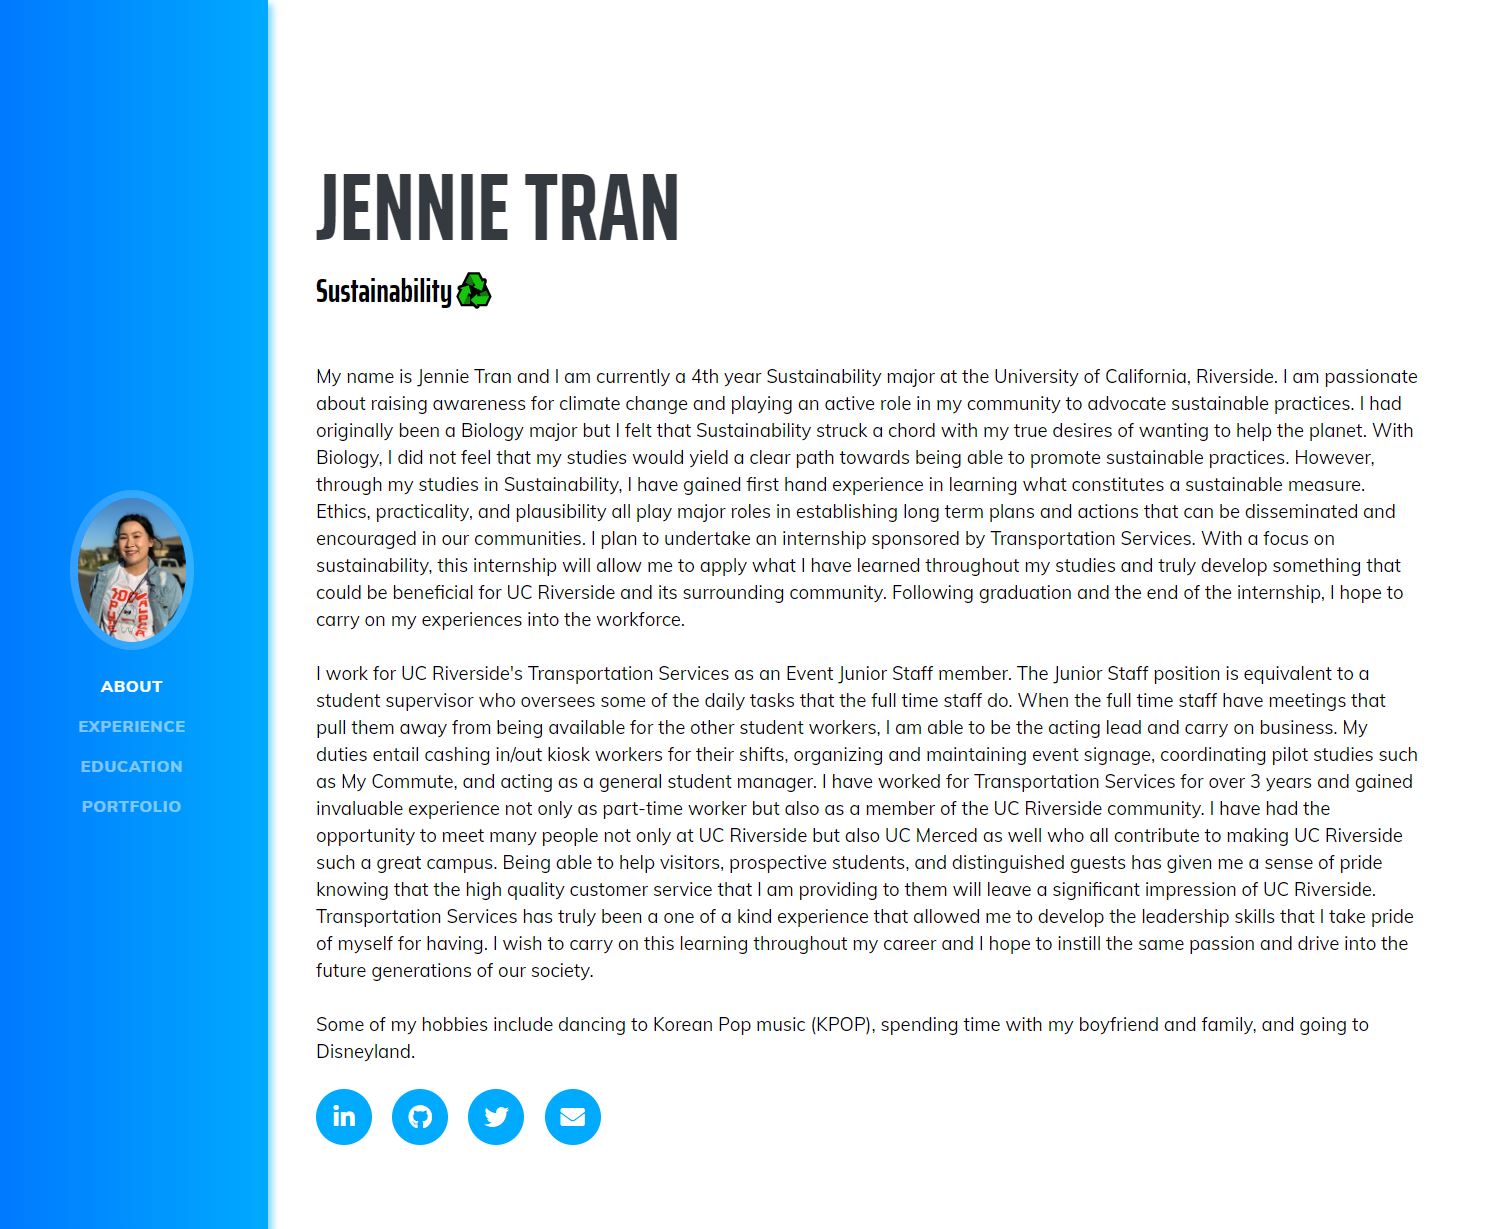 JENNIE TRAN
Sustainability
My name is Jennie Tran and I am currently a 4th year Sustainability major at the University of California, Riverside. I am passionate
about raising awareness for climate change and playing an active role in my community to advocate sustainable practices. I had
originally been a Biology major but I felt that Sustainability struck a chord with my true desires of wanting to help the planet. With
Biology, I did not feel that my studies would yield a clear path towards being able to promote sustainable practices. However,
through my studies in Sustainability, I have gained first hand experience in learning what constitutes a sustainable measure.
Ethics, practicality, and plausibility all play major roles in establishing long term plans and actions that can be disseminated and
encouraged in our communities. I plan to undertake an internship sponsored by Transportation Services. With a focus on
sustainability, this internship will allow me to apply what I have learned throughout my studies and truly develop something that
could be beneficial for UC Riverside and its surrounding community. Following graduation and the end of the internship, I hope to
carry on my experiences into the workforce.
I work for UC Riverside's Transportation Services as an Event Junior Staff member. The Junior Staff position is equivalent to a
student supervisor who oversees some of the daily tasks that the full time staff do. When the full time staff have meetings that
pull them away from being available for the other student workers, I am able to be the acting lead and carry on business. My
duties entail cashing in/out kiosk workers for their shifts, organizing and maintaining event signage, coordinating pilot studies such
as My Commute, and acting as a general student manager. I have worked for Transportation Services for over 3 years and gained
invaluable experience not only as part-time worker but also as a member of the UC Riverside community. I have had the
opportunity to meet many people not only at UC Riverside but also UC Merced as well who all contribute to making UC Riverside
such a great campus. Being able to help visitors, prospective students, and distinguished guests has given me a sense of pride
knowing that the high quality customer service that I am providing to them will leave a significant impression of UC Riverside.
Transportation Services has truly been a one of a kind experience that allowed me to develop the leadership skills that I take pride
of myself for having. I wish to carry on this learning throughout my career and I hope to instill the same passion and drive into the
future generations of our society.
Some of my hobbies include dancing to Korean Pop music (KPOP), spending time with my boyfriend and family, and going to
Disneyland.
in
ABOUT
EXPERIENCE
EDUCATION
PORTFOLIO